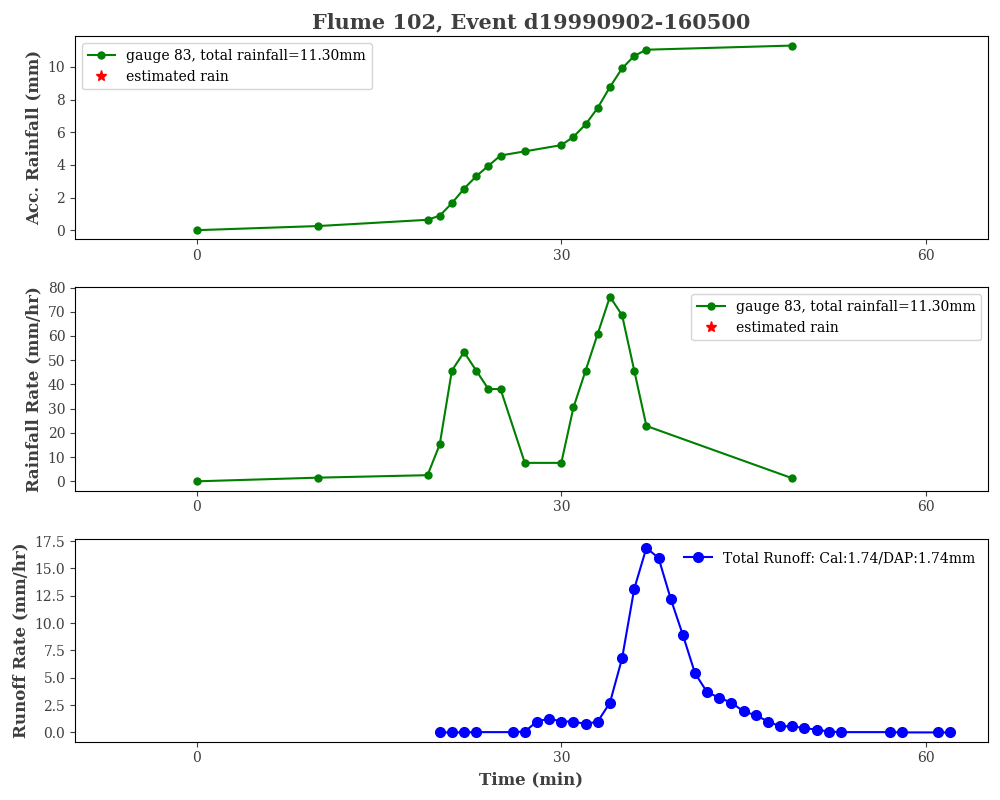 Flume 102, Event d19990902-160500
Acc. Rainfall (mm)
10
8
6
4
2
0
gauge 83, total rainfall=11.30mm
estimated rain
0 30 60
Rainfall Rate (mm/hr)
80
70
60
50
40
30
20
10
0
gauge 83, total rainfall=11.30mm
estimated rain
0 30 60
Runoff Rate (mm/hr)
17.5
15.0
12.5
10.0
7.5
5.0
2.5
0.0
Total Runoff: Cal:1.74/DAP:1.74mm
0 30 60
Time (min)